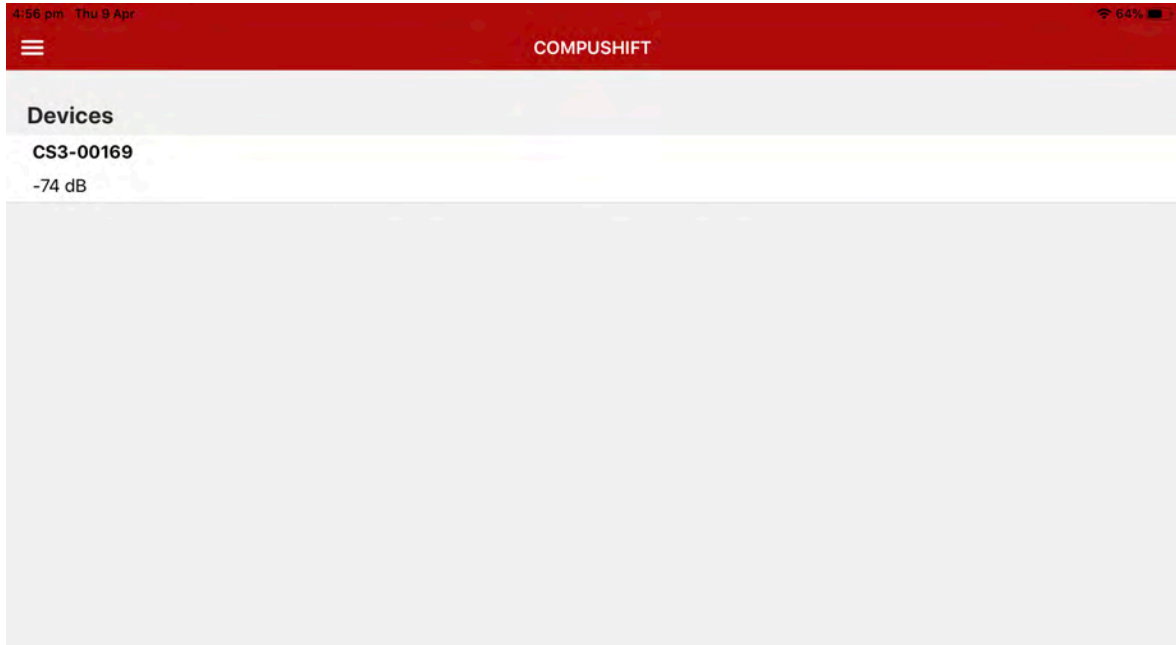 4:56 pm Thu 9 Apr 64%
COMPUSHIFT
Devices
CS3-00169
-74 dB